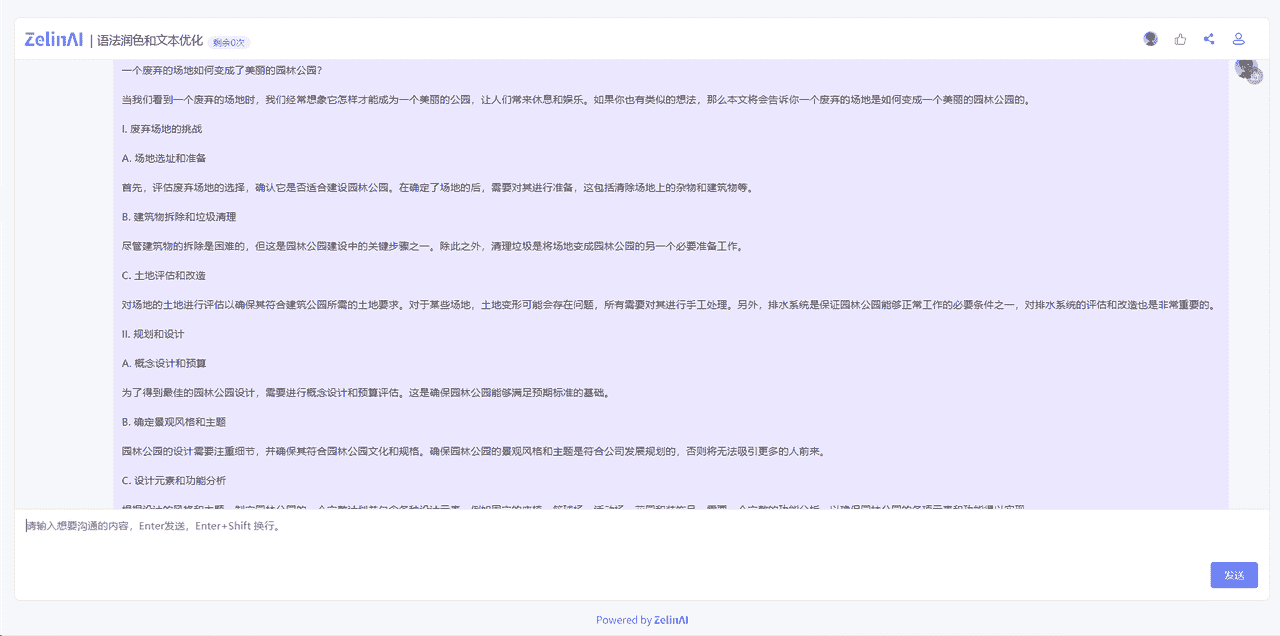 ZelinAI | 语法润色和文本优化 剩余0次
一个废弃的场地如何变成了美丽的园林公园?
当我们看到一个废弃的场地时，我们经常想象它怎样才能成为一个美丽的公园，让人们常来休息和娱乐。如果你也有类似的想法，那么本文将会告诉你一个废弃的场地是如何变成一个美丽的园林公园的。
I. 废弃场地的挑战
A. 场地选址和准备
首先，评估废弃场地的选择，确认它是否适合建设园林公园。在确定了场地的后，需要对其进行准备，这包括清除场地上的杂物和建筑物等。
B. 建筑物拆除和垃圾清理
尽管建筑物的拆除是困难的，但这是园林公园建设中的关键步骤之一。除此之外，清理垃圾是将场地变成园林公园的另一个必要准备工作。
C. 土地评估和改造
对场地的土地进行评估以确保其符合建筑公园所需的土地要求。对于某些场地，土地变形可能会存在问题，所有需要对其进行手工处理。另外，排水系统是保证园林公园能够正常工作的必要条件之一，对排水系统的评估和改造也是非常重要的。
II. 规划和设计
A. 概念设计和预算
为了得到最佳的园林公园设计，需要进行概念设计和预算评估。这是确保园林公园能够满足预期标准的基础。
B. 确定景观风格和主题
园林公园的设计需要注重细节，并确保其符合园林公园文化和规格。确保园林公园的景观风格和主题是符合公司发展规划的，否则将无法吸引更多的人前来。
C. 设计元素和功能分析
请输入想要沟通的内容，Enter发送，Enter+Shift 换行。
发送
Powered by ZelinAI